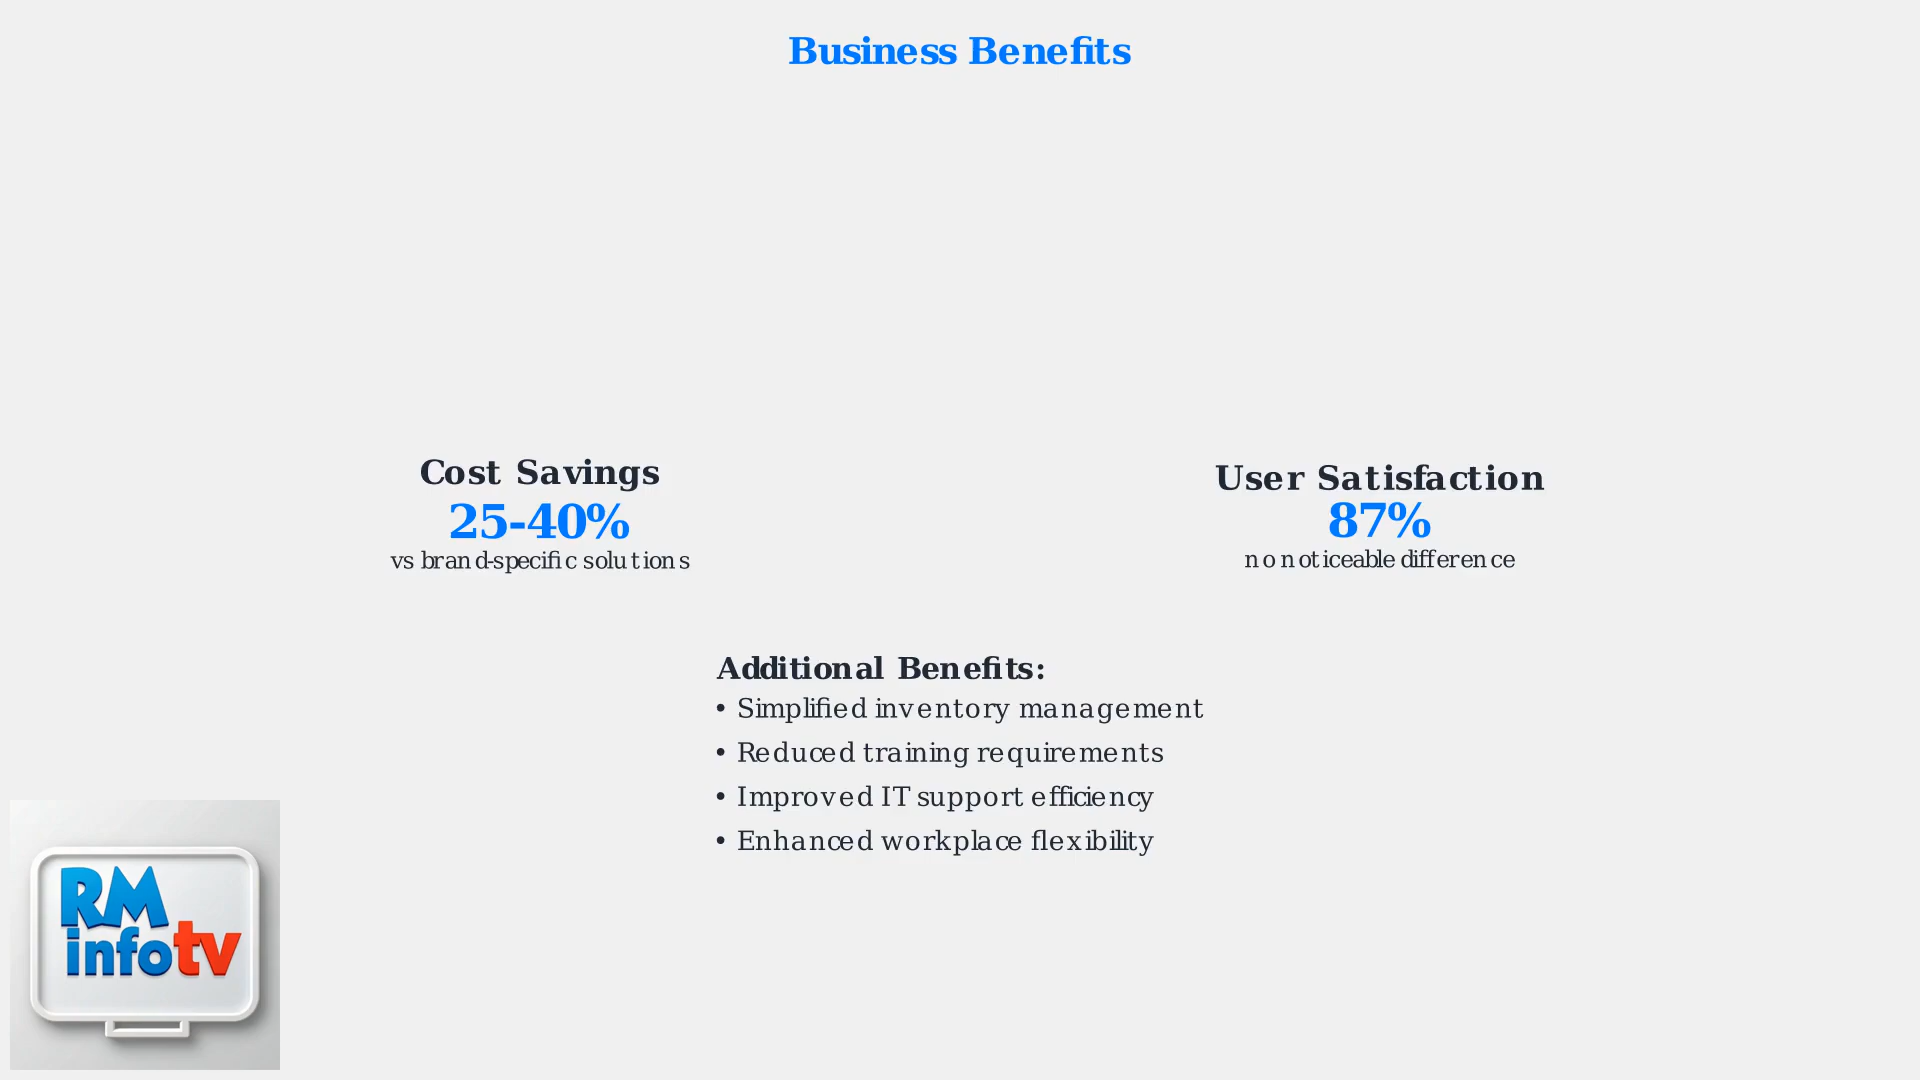 Business Benefits
Cost Savings
25-40%
vs brand-specific solutions
User Satisfaction
87%
no noticeable difference
Additional Benefits:
• Simplified inventory management
• Reduced training requirements
• Improved IT support efficiency
• Enhanced workplace flexibility
RM
infotv